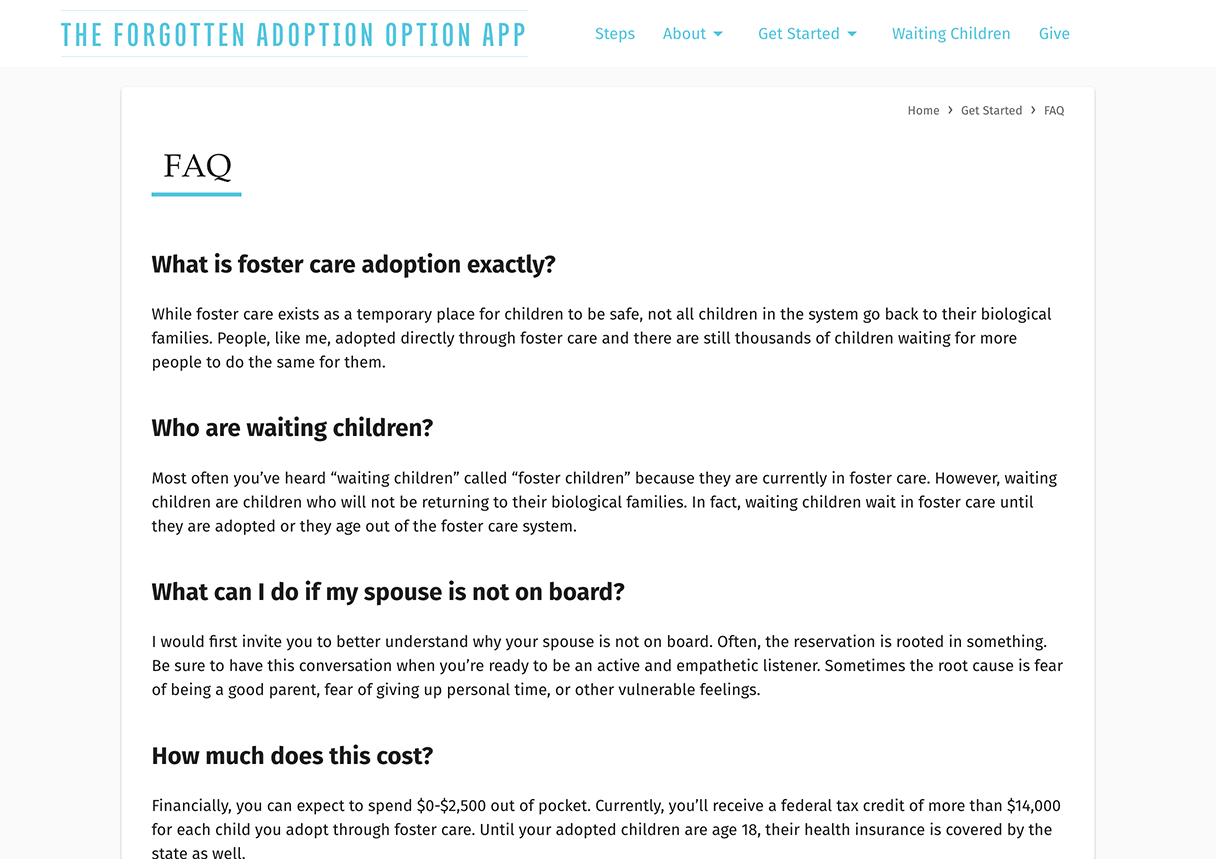 THE FORGOTTEN ADOPTION OPTION APP
Steps About Get Started Waiting Children Give
Home › Get Started › FAQ
FAQ
What is foster care adoption exactly?
While foster care exists as a temporary place for children to be safe, not all children in the system go back to their biological
families. People, like me, adopted directly through foster care and there are still thousands of children waiting for more
people to do the same for them.
Who are waiting children?
Most often you’ve heard “waiting children” called “foster children” because they are currently in foster care. However, waiting
children are children who will not be returning to their biological families. In fact, waiting children wait in foster care until
they are adopted or they age out of the foster care system.
What can I do if my spouse is not on board?
I would first invite you to better understand why your spouse is not on board. Often, the reservation is rooted in something.
Be sure to have this conversation when you’re ready to be an active and empathetic listener. Sometimes the root cause is fear
of being a good parent, fear of giving up personal time, or other vulnerable feelings.
How much does this cost?
Financially, you can expect to spend $0-$2,500 out of pocket. Currently, you’ll receive a federal tax credit of more than $14,000
for each child you adopt through foster care. Until your adopted children are age 18, their health insurance is covered by the
state as well.